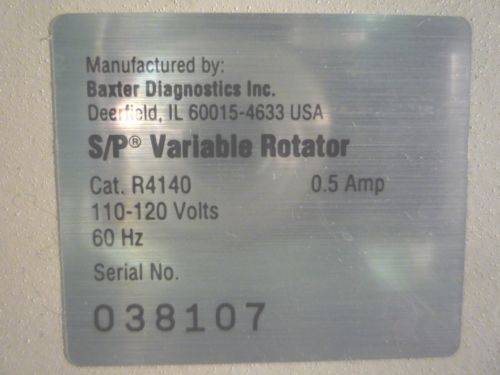 Manufactured by:
Baxter Diagnostics Inc.
Deerfield, IL 60015-4633 USA
S/P® Variable Rotator
Cat. R4140 0.5 Amp
110-120 Volts
60 Hz
Serial No.
038107